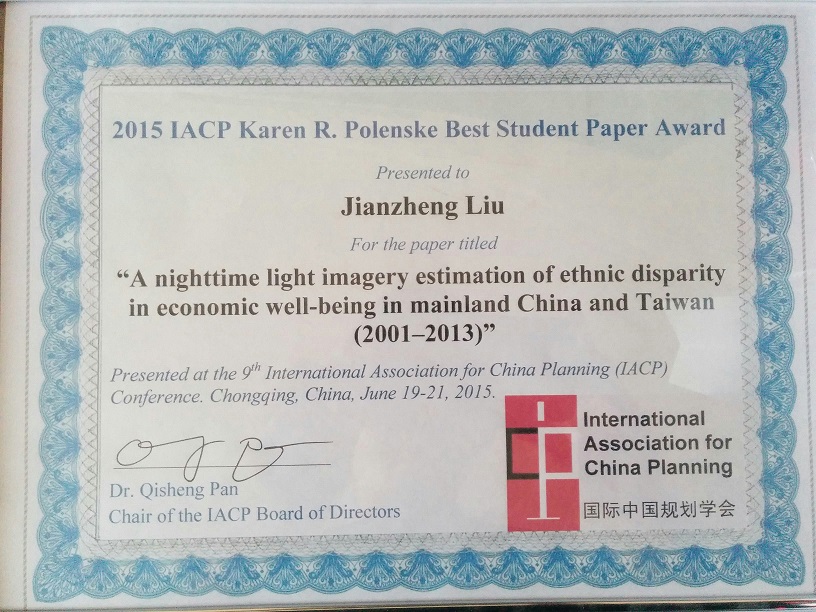 2015 IACP Karen R. Polenske Best Student Paper Award
Presented to
Jianzheng Liu
For the paper titled
“A nighttime light imagery estimation of ethnic disparity
in economic well-being in mainland China and Taiwan
(2001–2013)”
Presented at the 9th International Association for China Planning (IACP)
Conference. Chongqing, China, June 19-21, 2015.
Dr. Qisheng Pan
Chair of the IACP Board of Directors
International
Association for
China Planning
国际中国规划学会